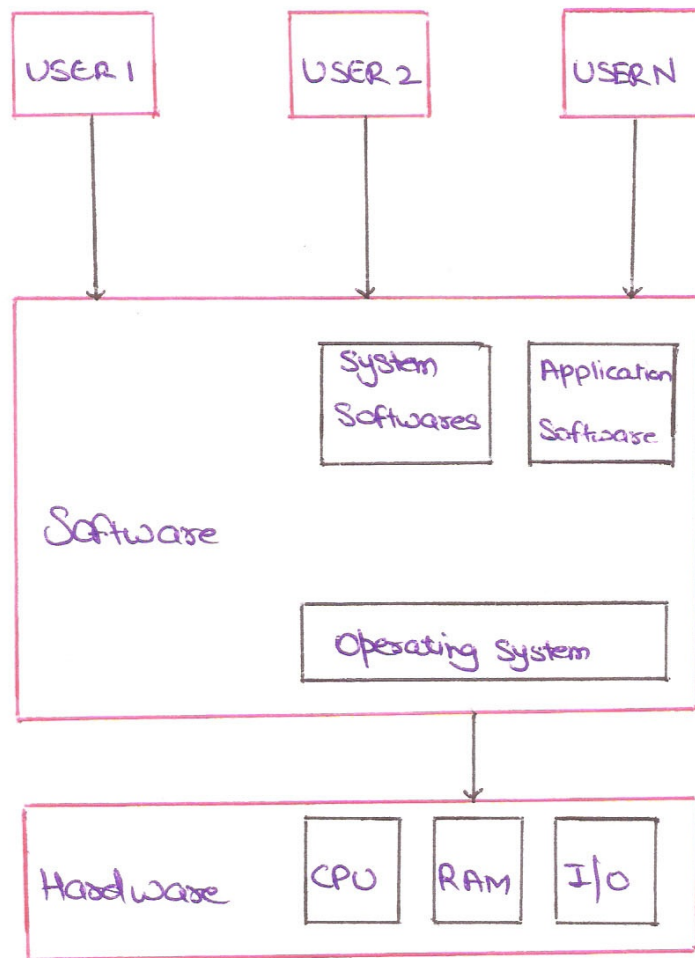 USER 1
USER 2
USER N
System
Softwares
Application
Software
Software
Operating System
Hardware
CPU
RAM
I/O